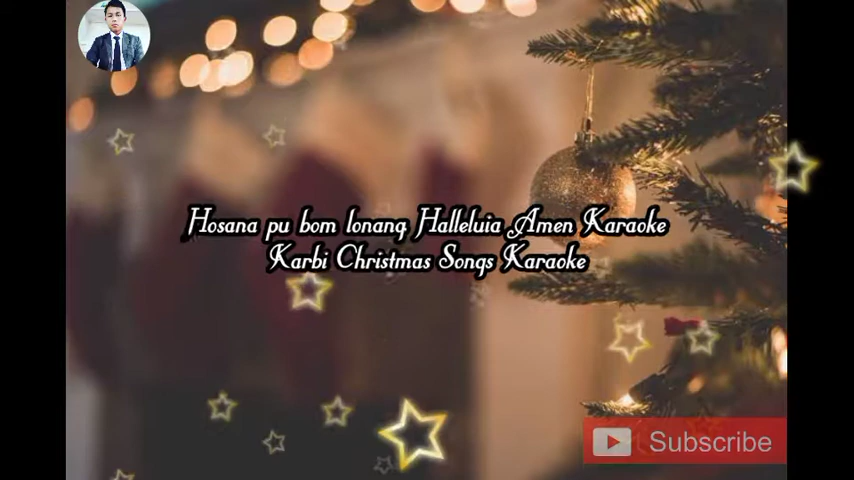 Hosana pu bom lonang Halleluia Amen Karaoke
Karbi Christmas Songs Karaoke
Subscribe